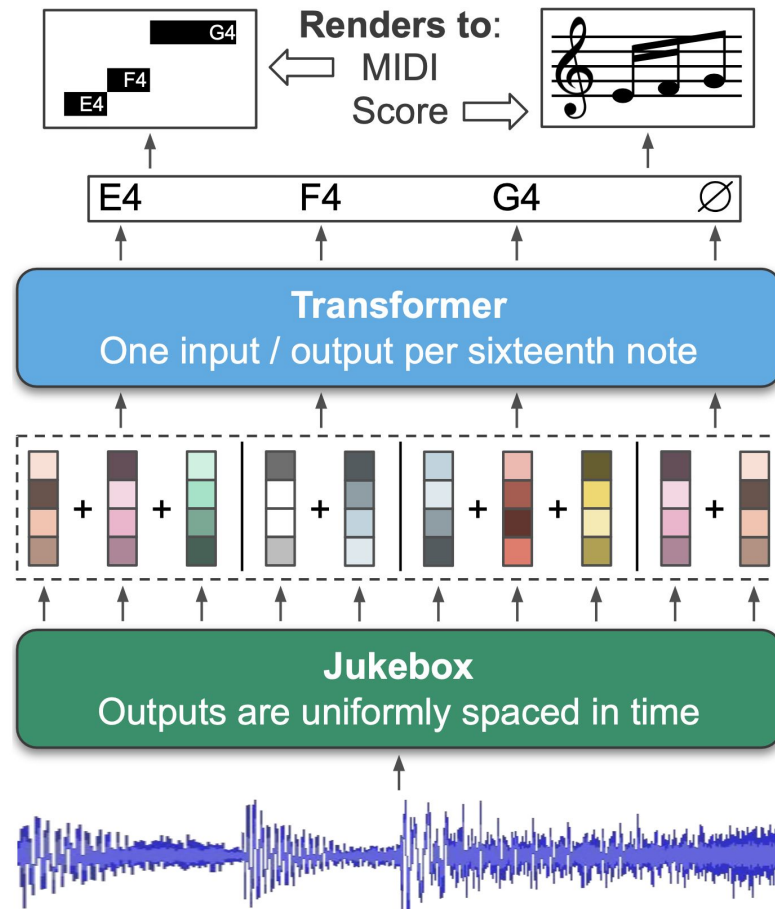 G4
F4
E4
Renders to:
MIDI
Score
E4 F4 G4 ∅
Transformer
One input / output per sixteenth note
+ + + + + +
Jukebox
Outputs are uniformly spaced in time